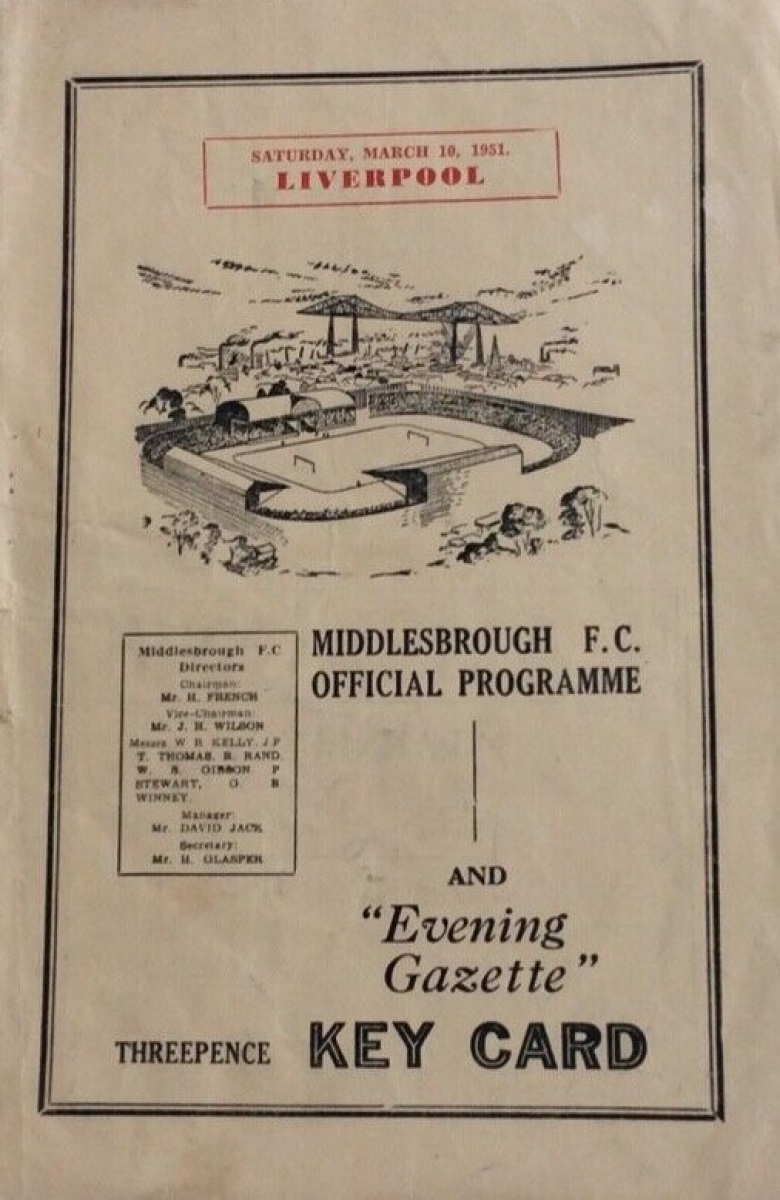 SATURDAY, MARCH 10, 1951.
LIVERPOOL
Middlesbrough F.C
Directors
Chairman:
Mr. H. FRENCH
Vice-Chairman:
Mr. J. H. WILSON
Messrs W R KELLY, J P
T. THOMAS, R. RAND,
W. S. GIBSON P
STEWART, G. B
WINNEY.
Manager:
Mr. DAVID JACK
Secretary:
Mr. H. GLASPER
MIDDLESBROUGH F.C.
OFFICIAL PROGRAMME
AND
"Evening
Gazette"
THREEPENCE KEY CARD